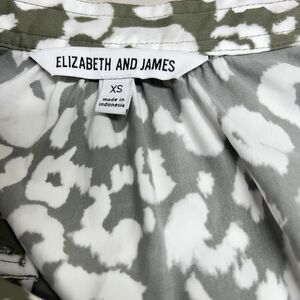 ELIZABETH AND JAMES
XS
made in
indonesia